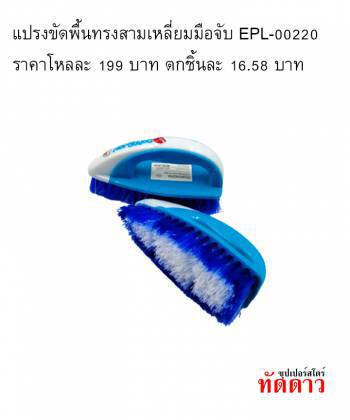 แปรงขัดพื้นทรงสามเหลี่ยมมือจับ EPL-00220
ราคาโหลละ 199 บาท ตกชิ้นละ 16.58 บาท
ซุปเปอร์สโตร์
ทัดดาว